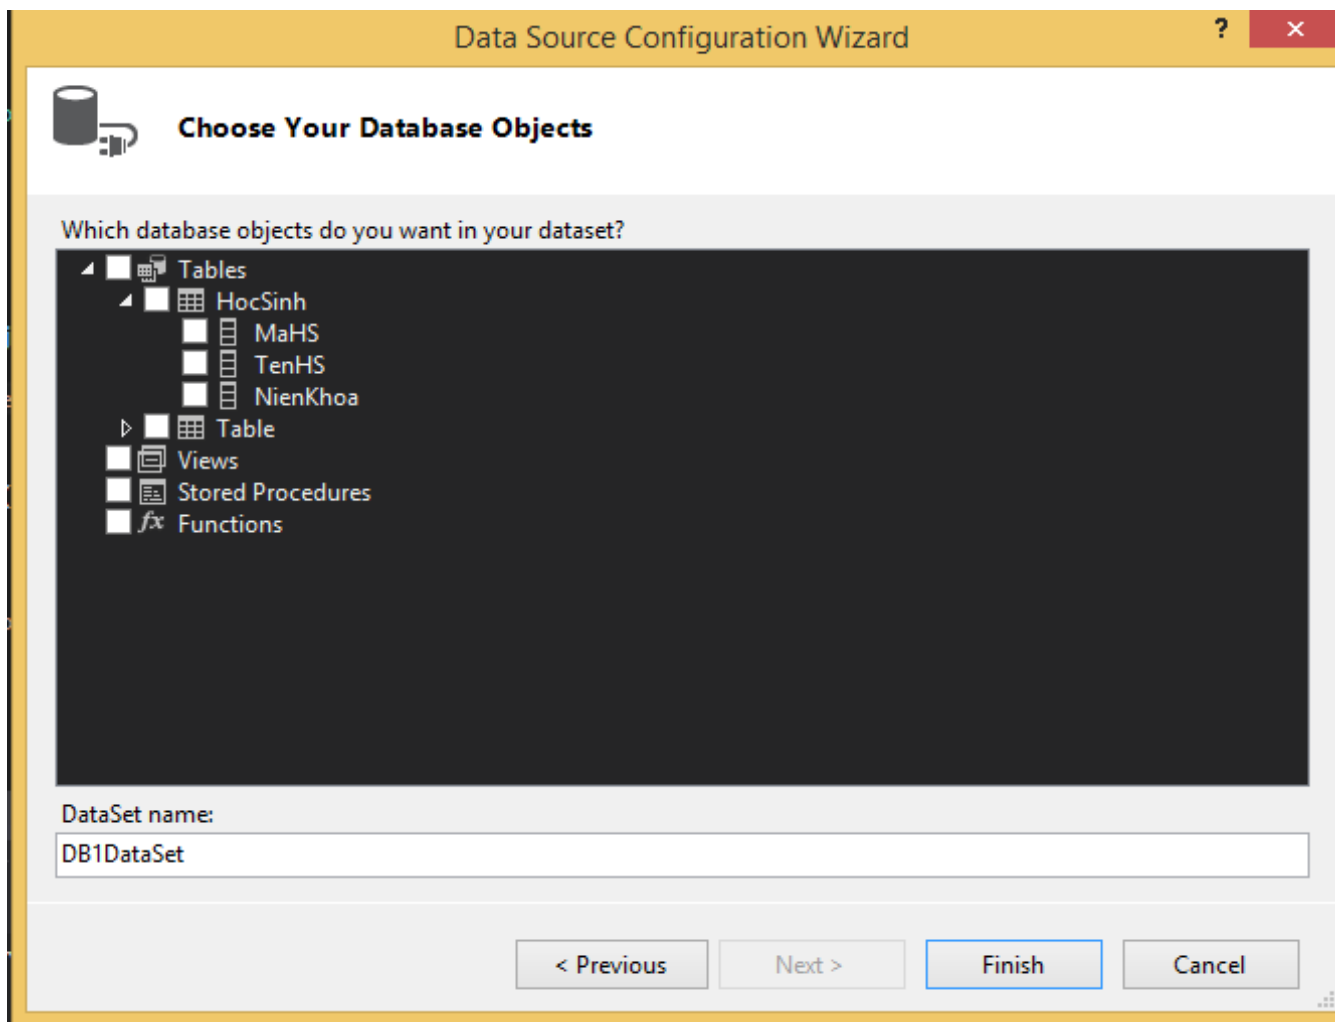 Data Source Configuration Wizard ? ×
Choose Your Database Objects
Which database objects do you want in your dataset?
Tables
HocSinh
MaHS
TenHS
NienKhoa
Table
Views
Stored Procedures
fx Functions
DataSet name:
DB1DataSet
< Previous Next > Finish Cancel